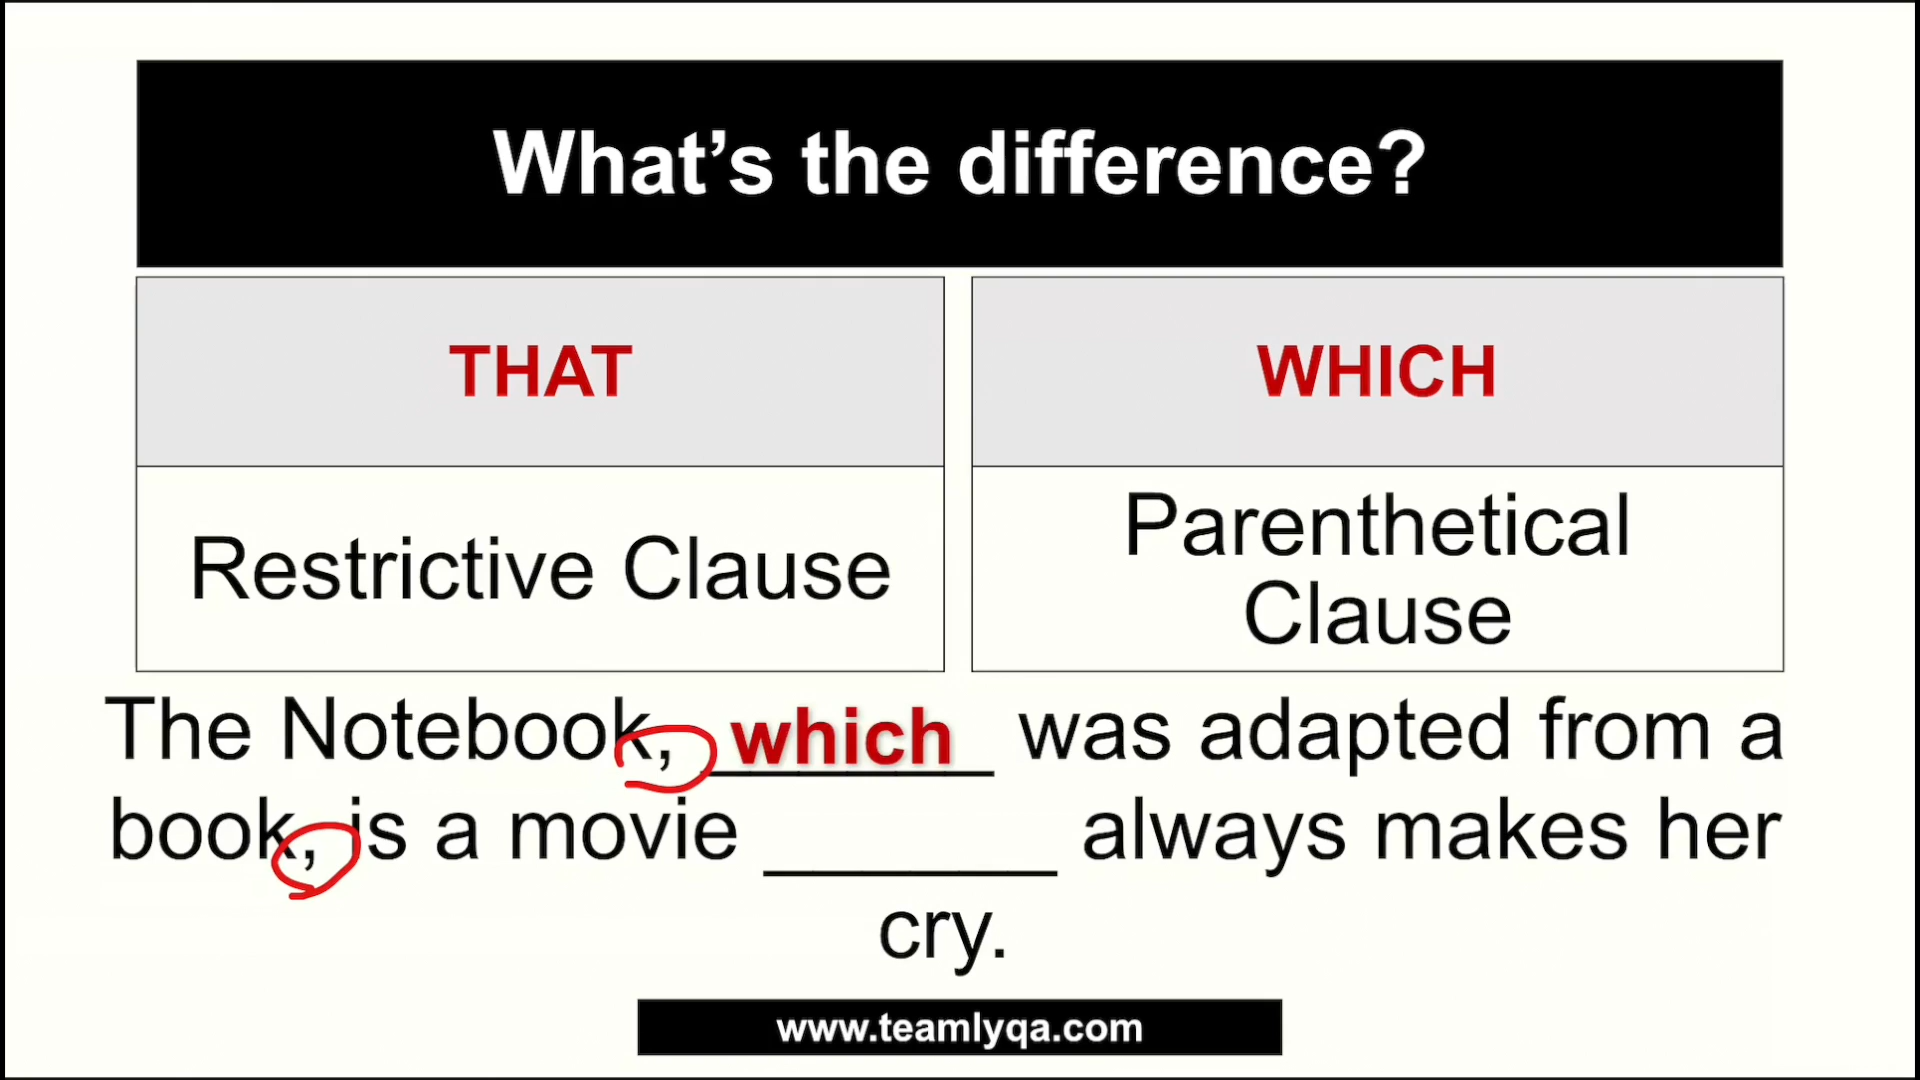 What’s the difference?
THAT
WHICH
Restrictive Clause
Parenthetical
Clause
The Notebook, which was adapted from a
book, is a movie ________ always makes her
cry.
www.teamlyqa.com